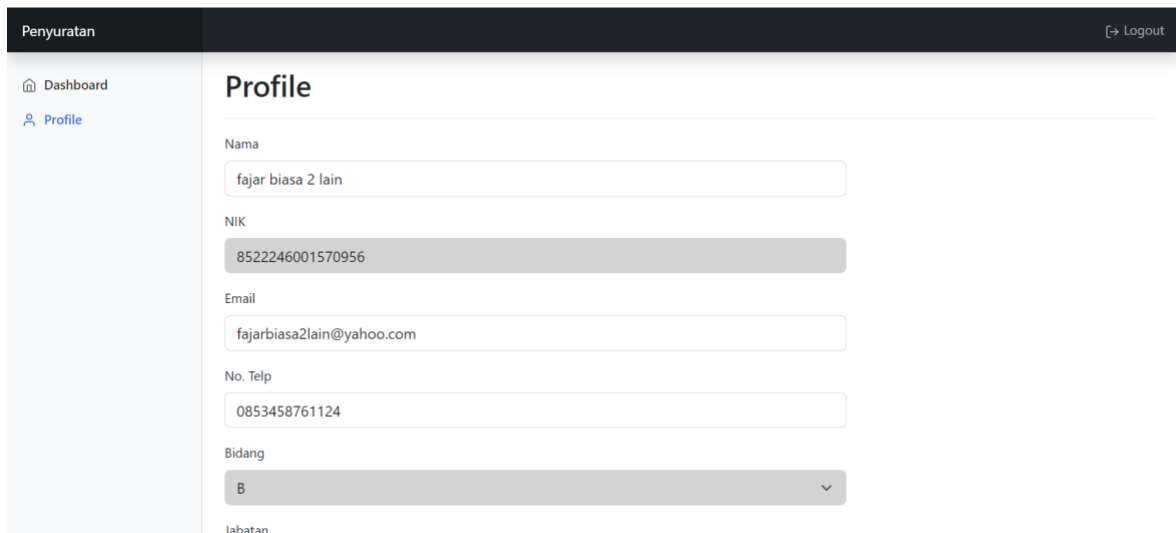 Penyuratan
Logout
Dashboard
Profile
Profile
Nama
fajar biasa 2 lain
NIK
8522246001570956
Email
fajarbiasa2lain@yahoo.com
No. Telp
0853458761124
Bidang
B
Jabatan